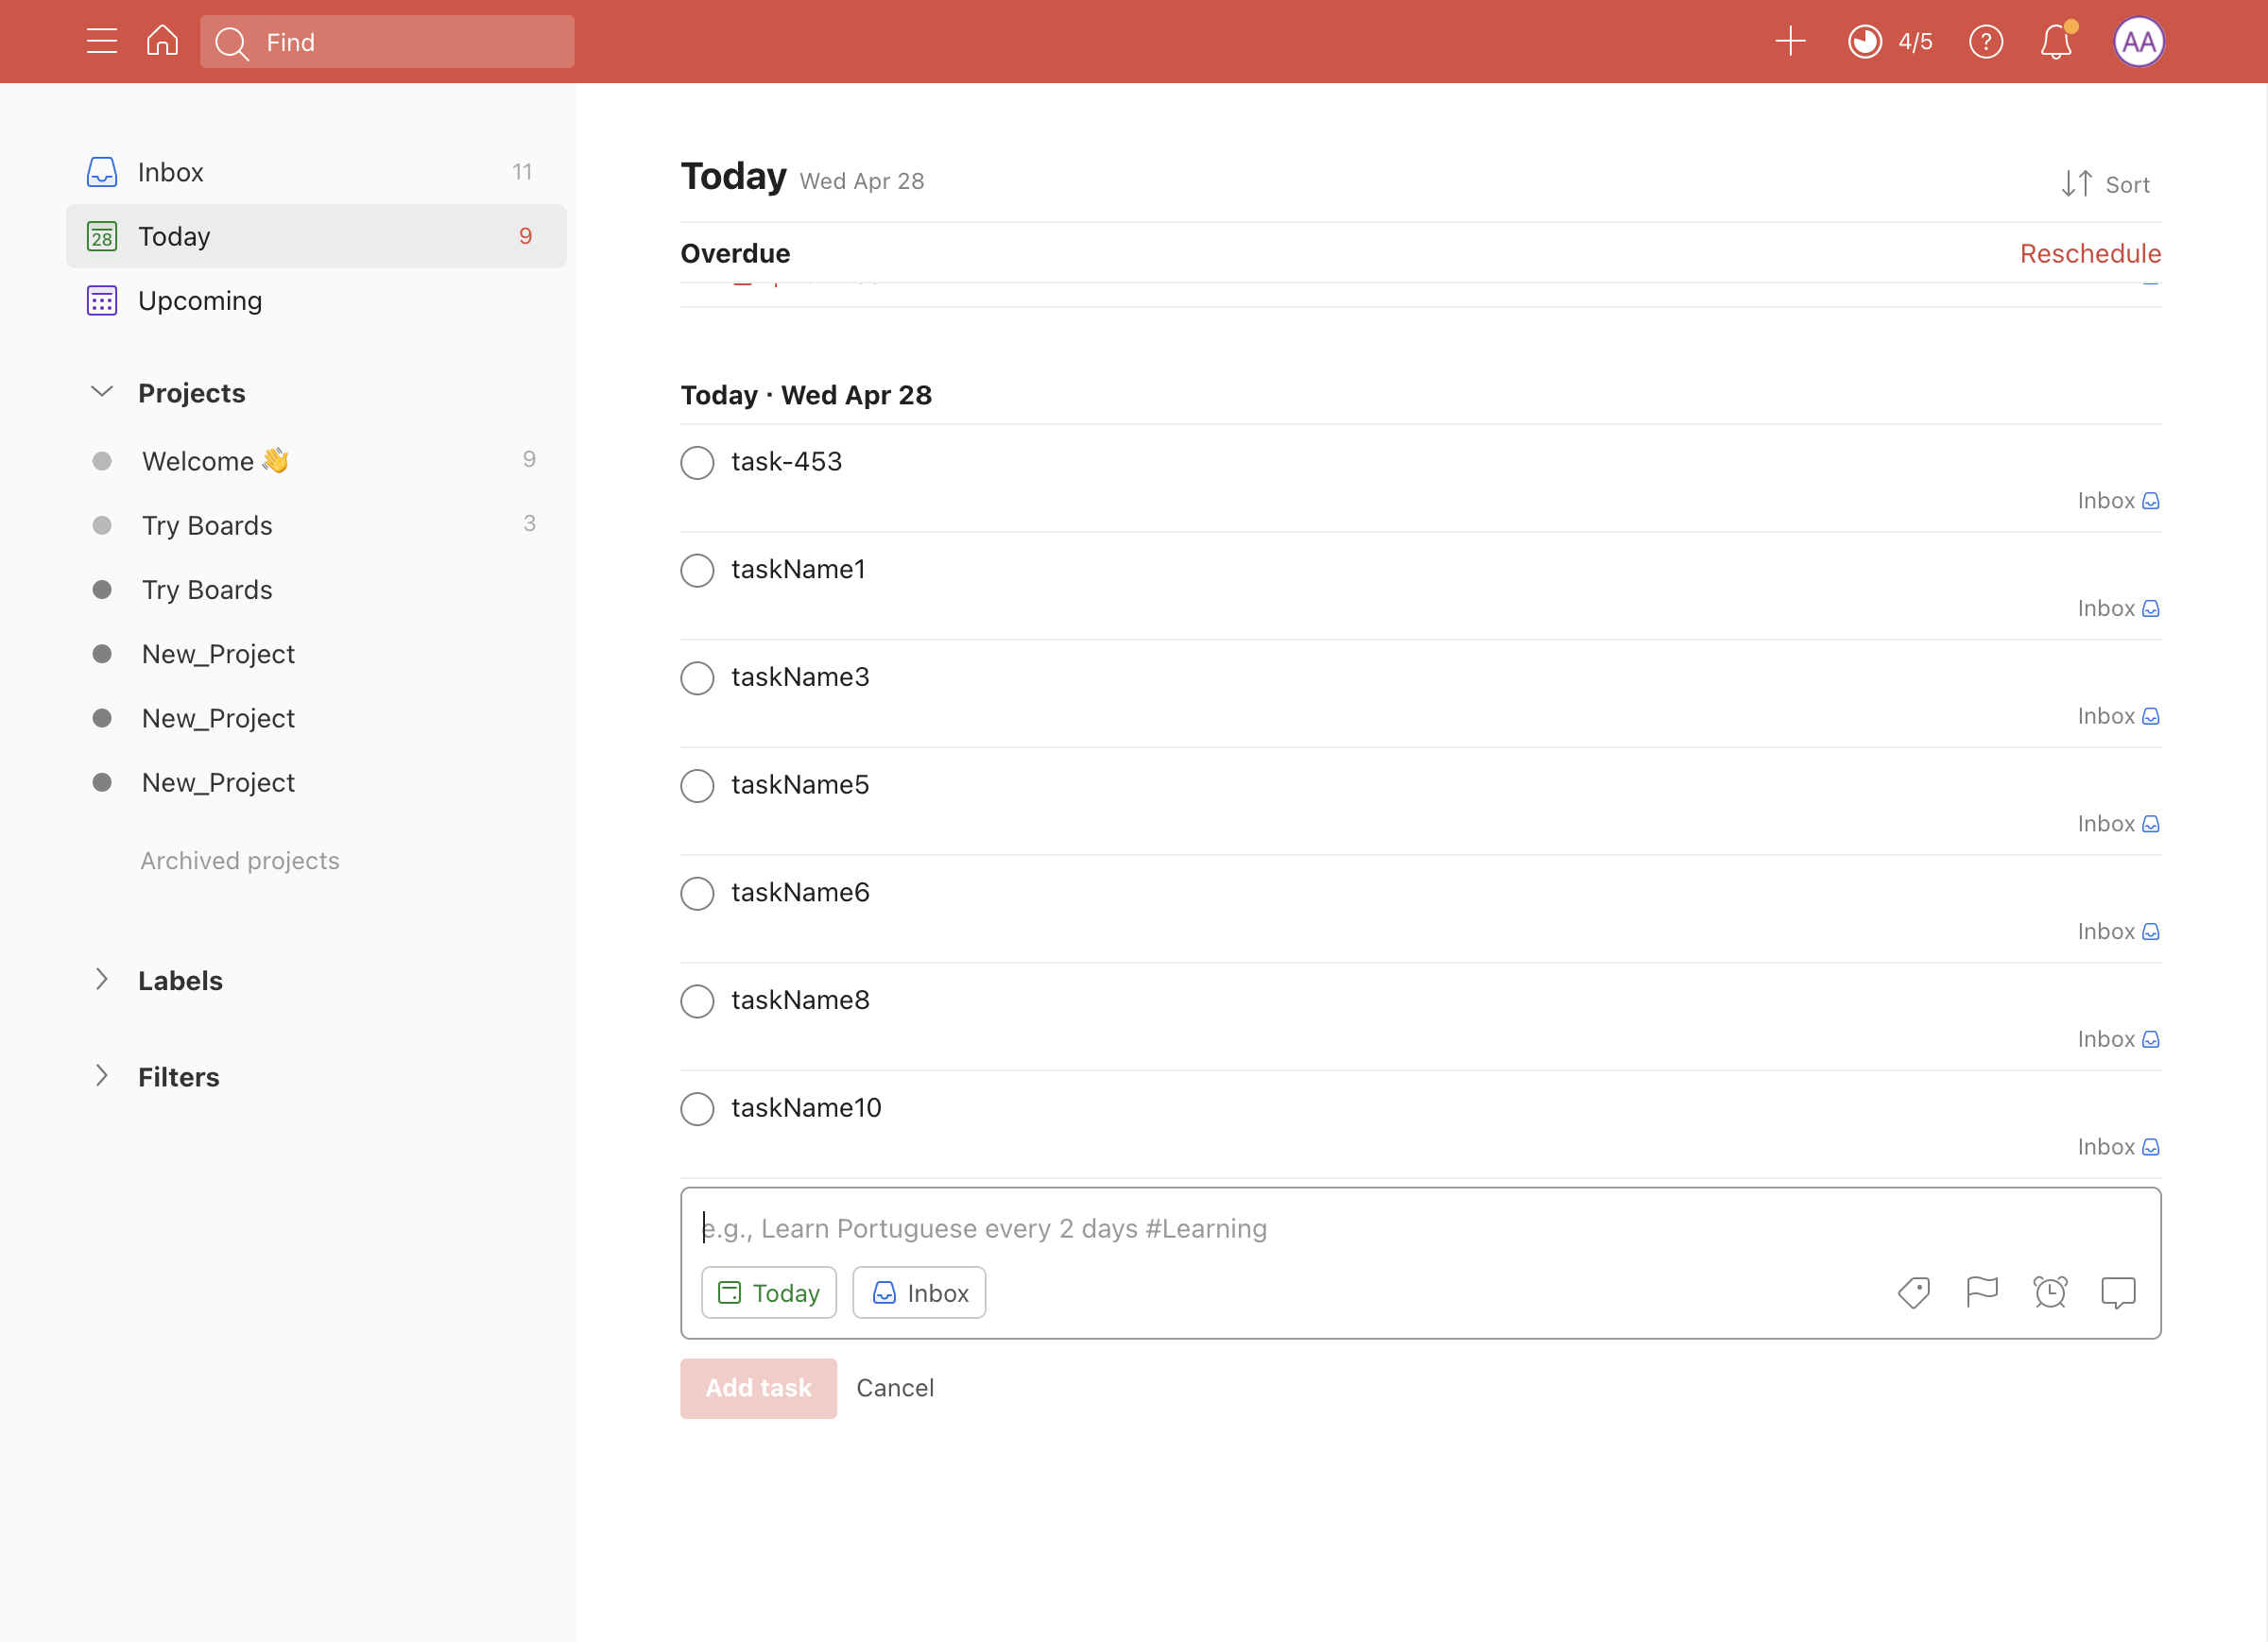 Find
4/5
?
AA
Inbox 11
28 Today 9
Upcoming
Projects
Welcome 👋 9
Try Boards 3
Try Boards
New_Project
New_Project
New_Project
Archived projects
Labels
Filters
Today Wed Apr 28
Sort
Overdue
Reschedule
Today · Wed Apr 28
task-453
Inbox
taskName1
Inbox
taskName3
Inbox
taskName5
Inbox
taskName6
Inbox
taskName8
Inbox
taskName10
Inbox
e.g., Learn Portuguese every 2 days #Learning
Today
Inbox
Add task
Cancel